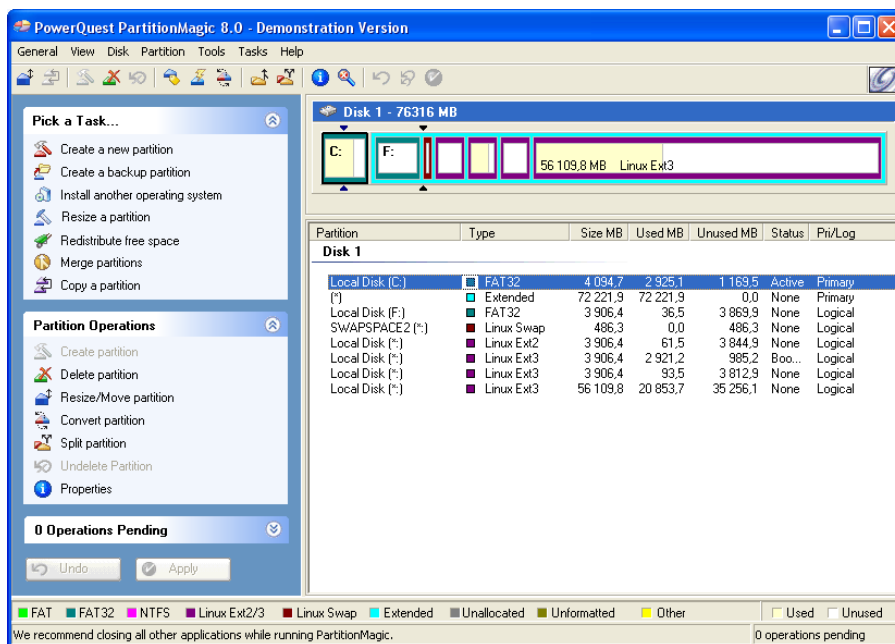 PowerQuest PartitionMagic 8.0 - Demonstration Version
General View Disk Partition Tools Tasks Help
Pick a Task...
Create a new partition
Create a backup partition
Install another operating system
Resize a partition
Redistribute free space
Merge partitions
Copy a partition
Partition Operations
Create partition
Delete partition
Resize/Move partition
Convert partition
Split partition
Undelete Partition
Properties
0 Operations Pending
Undo Apply
Disk 1 - 76316 MB
C: F: 56 109,8 MB Linux Ext3
Partition Type Size MB Used MB Unused MB Status Pri/Log
Disk 1
Local Disk (C:) FAT32 4 094,7 2 925,1 1 169,5 Active Primary
(*) Extended 72 221,9 72 221,9 0,0 None Primary
Local Disk (F:) FAT32 3 906,4 36,5 3 869,9 None Logical
SWAPSPACE2 (*:) Linux Swap 486,3 0,0 486,3 None Logical
Local Disk (*:) Linux Ext2 3 906,4 61,5 3 844,9 None Logical
Local Disk (*:) Linux Ext3 3 906,4 2 921,2 985,2 Boo... Logical
Local Disk (*:) Linux Ext3 3 906,4 93,5 3 812,9 None Logical
Local Disk (*:) Linux Ext3 56 109,8 20 853,7 35 256,1 None Logical
FAT FAT32 NTFS Linux Ext2/3 Linux Swap Extended Unallocated Unformatted Other Used Unused
We recommend closing all other applications while running PartitionMagic. 0 operations pending